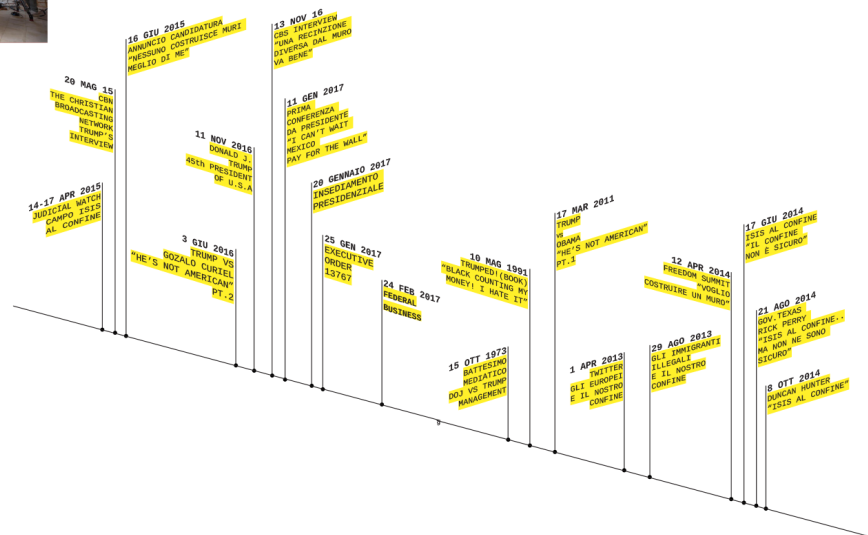 16 GIU 2015
ANNUNCIO CANDIDATURA
"NESSUNO COSTRUISCE MURI
MEGLIO DI ME"
20 MAG 15
CBN
THE CHRISTIAN
BROADCASTING
NETWORK
TRUMP'S
INTERVIEW
14-17 APR 2015
JUDICIAL WATCH
CAMPO ISIS
AL CONFINE
13 NOV 16
CBS INTERVIEW
"UNA RECINZIONE
DIVERSA DAL MURO
VA BENE"
11 GEN 2017
PRIMA
CONFERENZA
DA PRESIDENTE
"I CAN'T WAIT
MEXICO
PAY FOR THE WALL"
11 NOV 2016
DONALD J.
TRUMP
45th PRESIDENT
OF U.S.A
20 GENNAIO 2017
INSEDIAMENTO
PRESIDENZIALE
3 GIU 2016
TRUMP VS
GOZALO CURIEL
"HE'S NOT AMERICAN"
PT.2
25 GEN 2017
EXECUTIVE
ORDER
13767
24 FEB 2017
FEDERAL
BUSINESS
9
17 MAR 2011
TRUMP
vs
OBAMA
"HE'S NOT AMERICAN"
PT.1
10 MAG 1991
TRUMPED!(BOOK)
"BLACK COUNTING MY
MONEY! I HATE IT"
15 OTT 1973
BATTESIMO
MEDIATICO
DOJ VS TRUMP
MANAGEMENT
1 APR 2013
TWITTER
GLI EUROPEI
E IL NOSTRO
CONFINE
29 AGO 2013
GLI IMMIGRANTI
ILLEGALI
E IL NOSTRO
CONFINE
12 APR 2014
FREEDOM SUMMIT
"VOGLIO
COSTRUIRE UN MURO"
17 GIU 2014
ISIS AL CONFINE
"IL CONFINE
NON È SICURO"
21 AGO 2014
GOV.TEXAS
RICK PERRY
"ISIS AL CONFINE..
MA NON NE SONO
SICURO"
8 OTT 2014
DUNCAN HUNTER
"ISIS AL CONFINE"